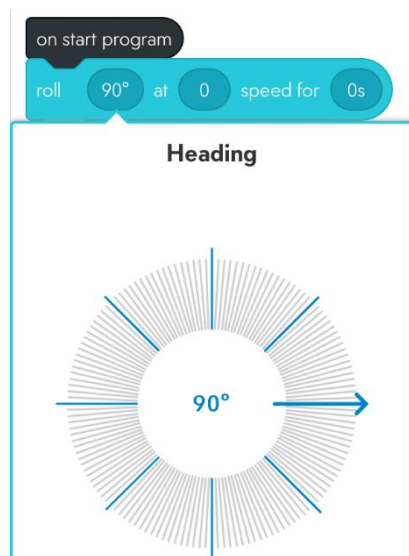 on start program
roll 90° at 0 speed for 0s
Heading
90°